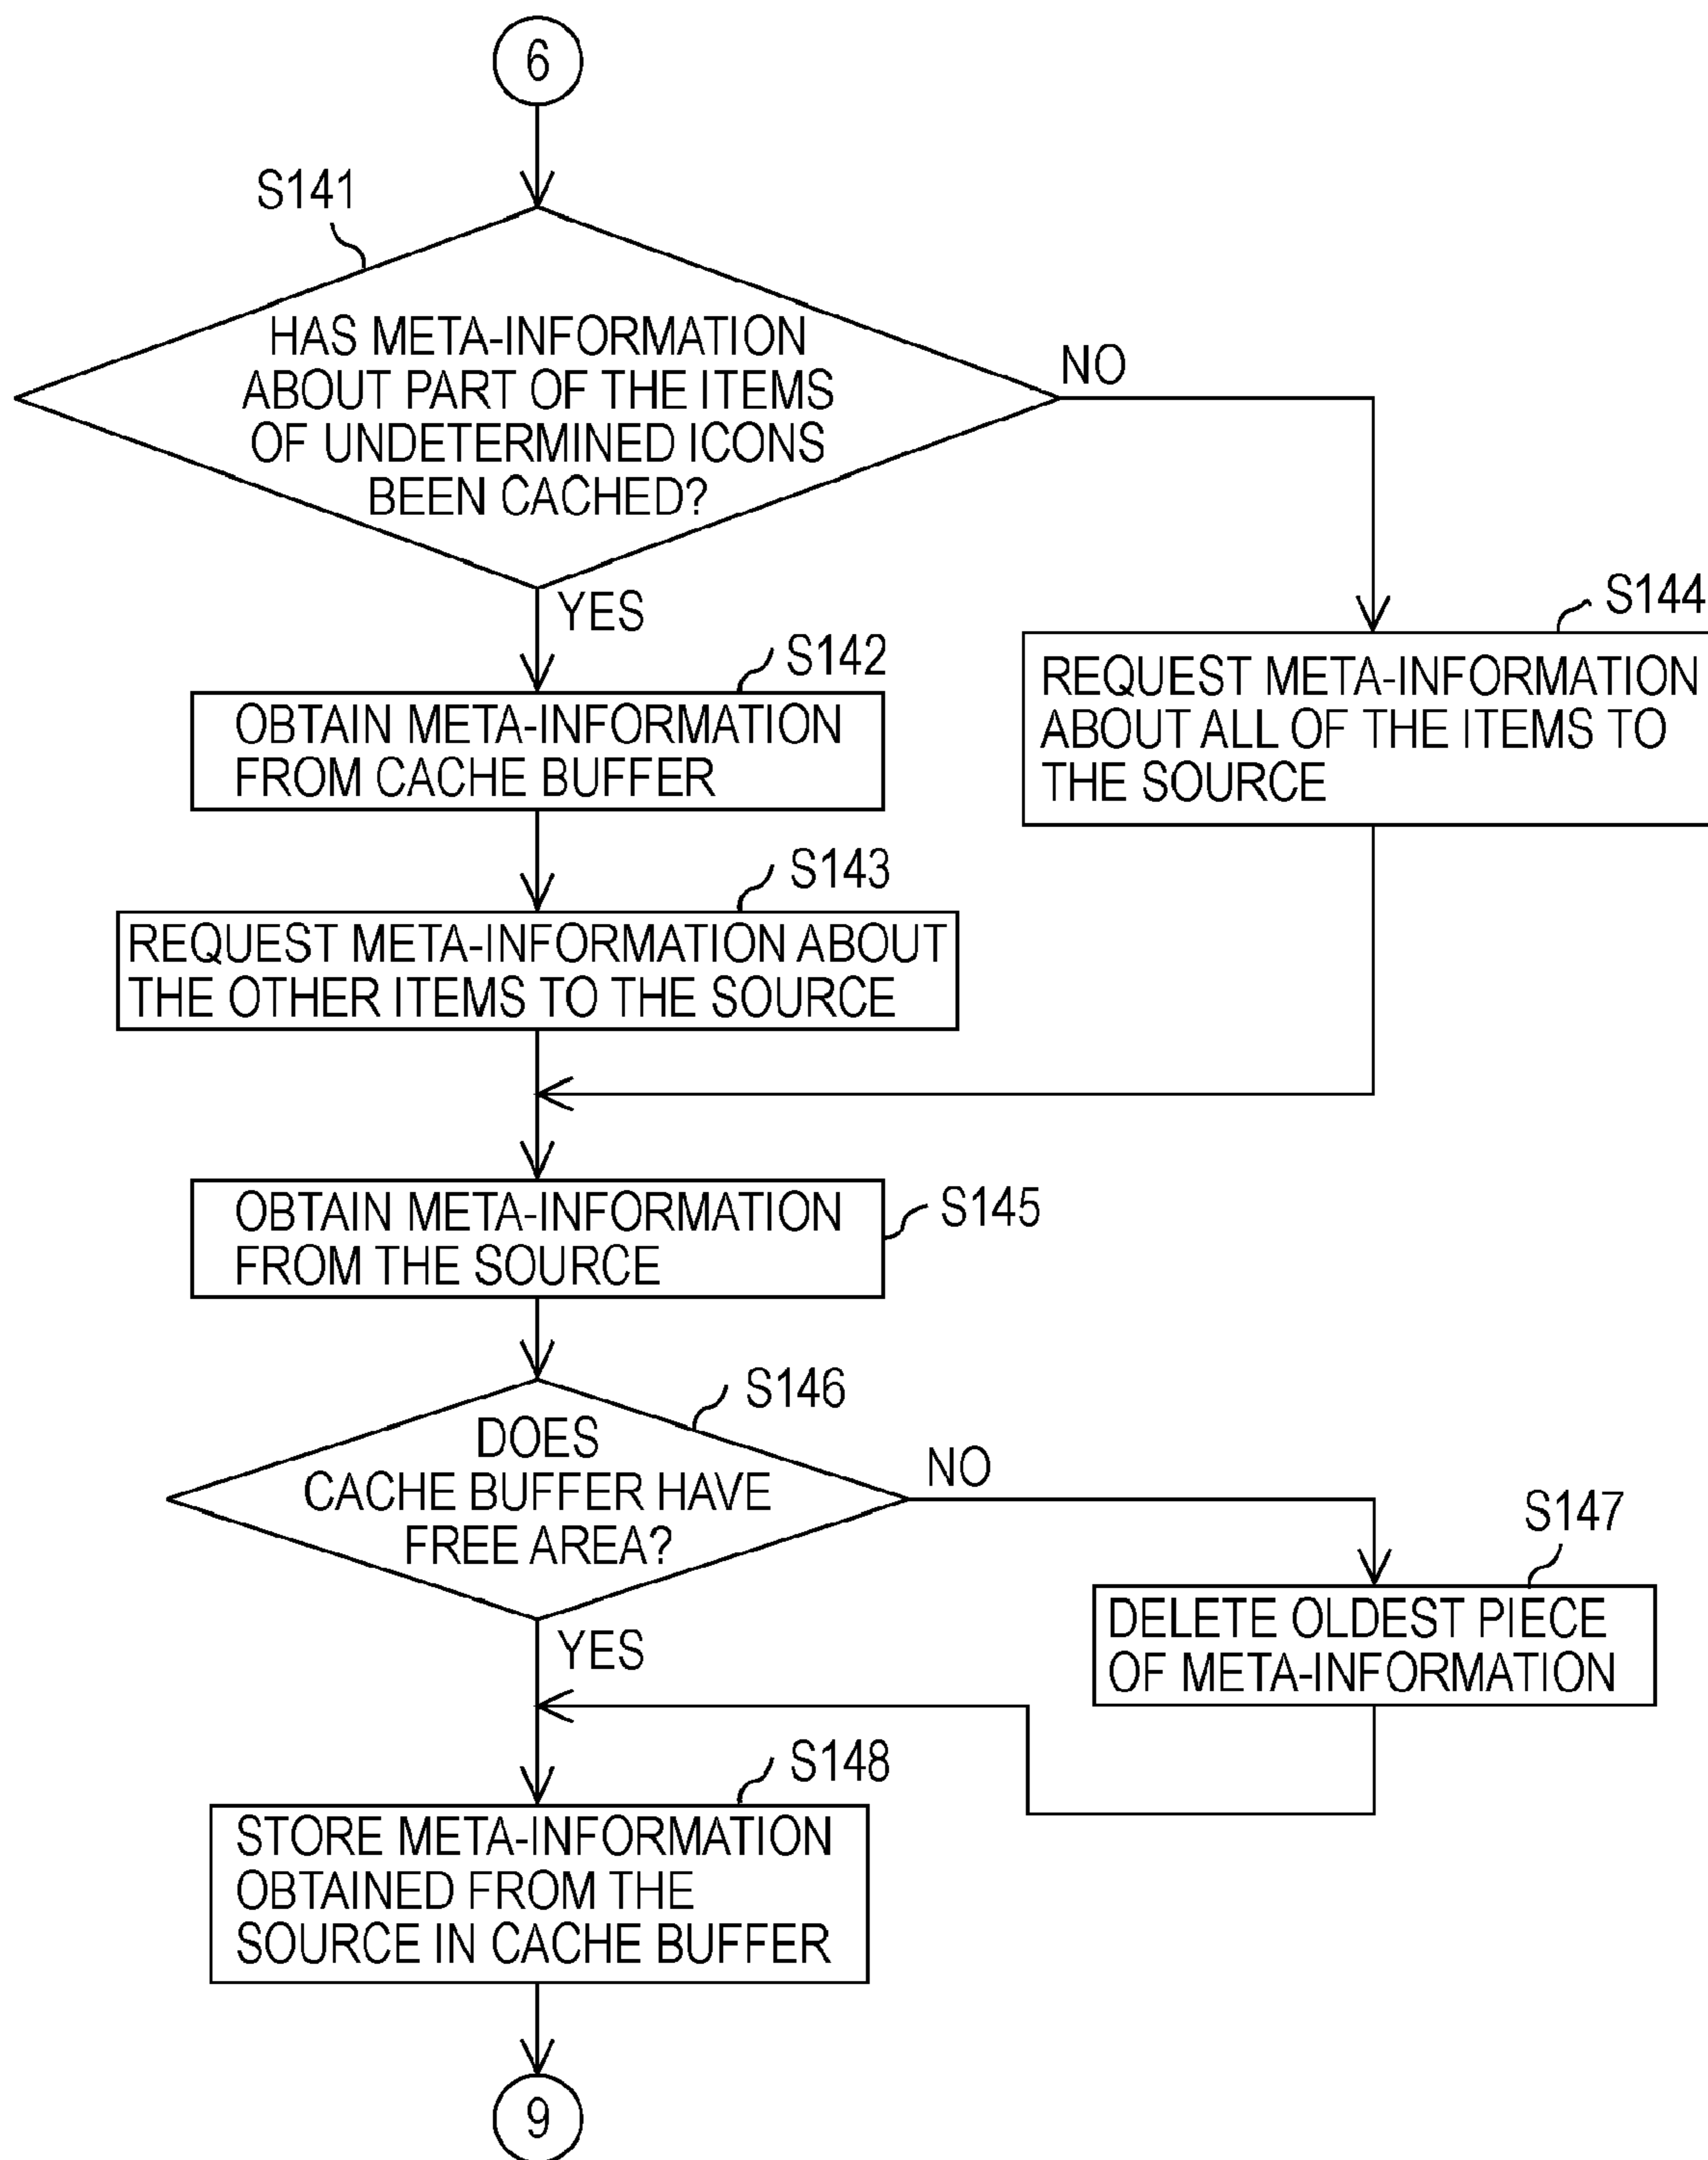 6
S141
HAS META-INFORMATION
ABOUT PART OF THE ITEMS
OF UNDETERMINED ICONS
BEEN CACHED?
NO
YES
S144
REQUEST META-INFORMATION
ABOUT ALL OF THE ITEMS TO
THE SOURCE
S142
OBTAIN META-INFORMATION
FROM CACHE BUFFER
S143
REQUEST META-INFORMATION ABOUT
THE OTHER ITEMS TO THE SOURCE
OBTAIN META-INFORMATION
FROM THE SOURCE
S145
S146
DOES
CACHE BUFFER HAVE
FREE AREA?
NO
YES
S147
DELETE OLDEST PIECE
OF META-INFORMATION
S148
STORE META-INFORMATION
OBTAINED FROM THE
SOURCE IN CACHE BUFFER
9